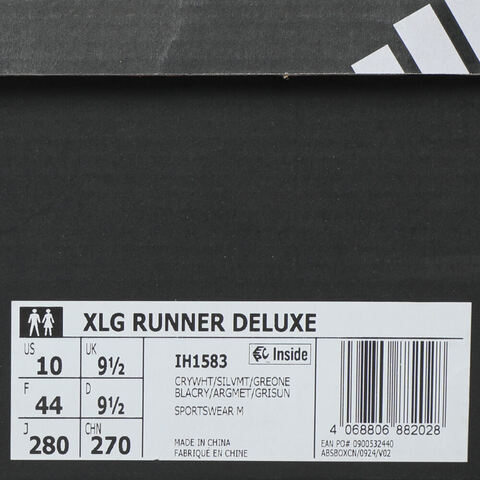 XLG RUNNER DELUXE
US 10 UK 9½
F 44 D 9½
J 280 CHN 270
IH1583
Inside
CRYWHT/SILVMT/GREONE
BLACRY/ARGMET/GRISUN
SPORTSWEAR M
MADE IN CHINA
FABRIQUÉ EN CHINE
4 068806 882028
EAN PO# 0900532440
ABSBOXCN/0924/V02